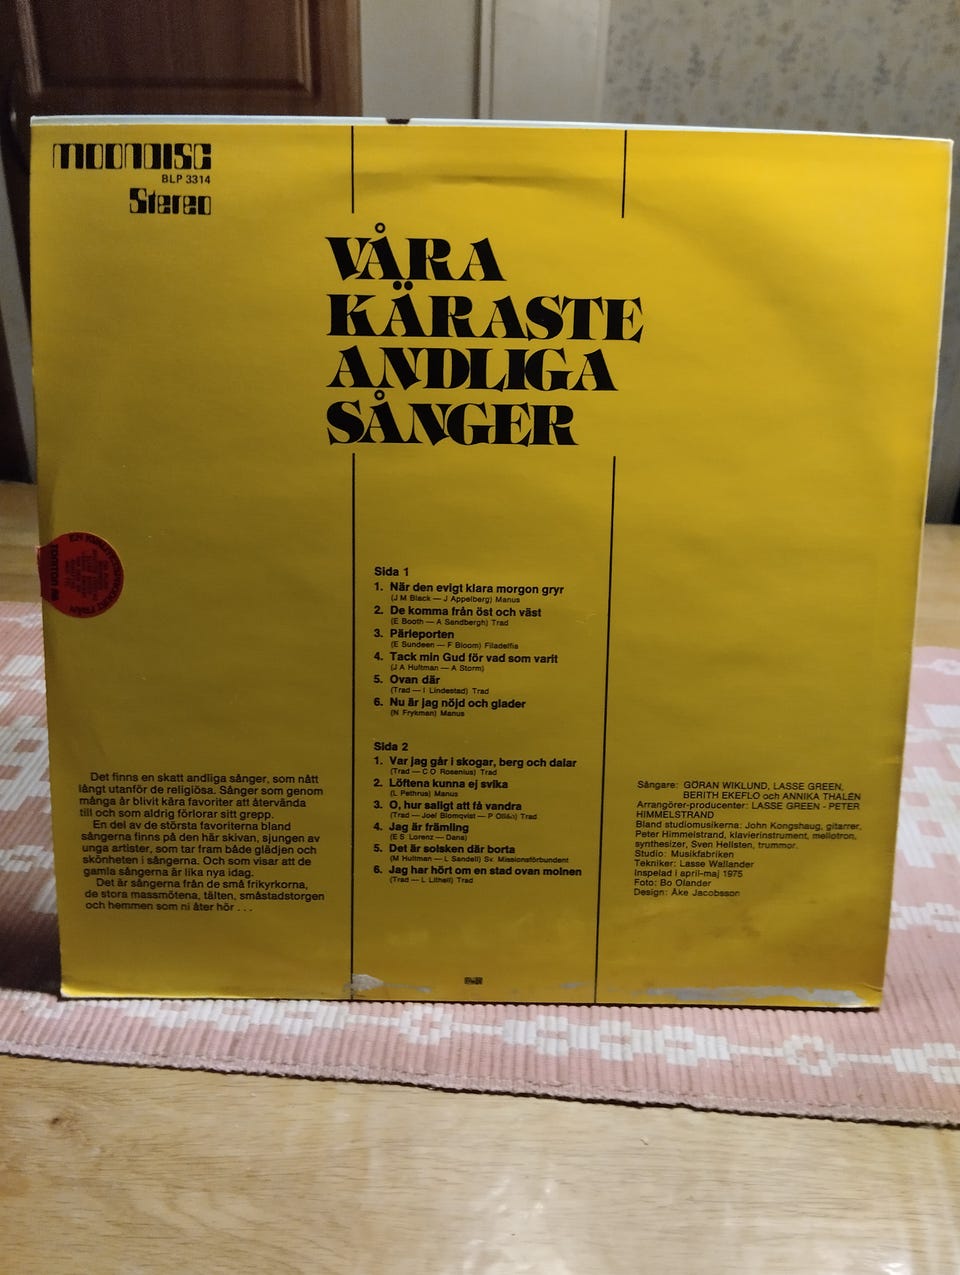 MOONDISC
BLP 3314
Stereo
VÅRA
KÄRASTE
ANDLIGA
SÅNGER
EN KVALITETSPRODUKT FRÅN
Sida 1
1. När den evigt klara morgon gryr
(J M Black — J Appelberg) Manus
2. De komma från öst och väst
(E Booth — A Sandbergh) Trad
3. Pärleporten
(E Sundeen — F Bloom) Filadelfia
4. Tack min Gud för vad som varit
(J A Hultman — A Storm)
5. Ovan där
(Trad — I Lindestad) Trad
6. Nu är jag nöjd och glader
(N Frykman) Manus
Sida 2
1. Var jag går i skogar, berg och dalar
(Trad — C O Rosenius) Trad
2. Löftena kunna ej svika
(L Pethrus) Manus
3. O, hur saligt att få vandra
(Trad — Joel Blomqvist — P Ollén) Trad
4. Jag är främling
(E S Lorenz — Dana)
5. Det är solsken där borta
(M Hultman — L Sandell) Sv. Missionsförbundent
6. Jag har hört om en stad ovan molnen
(Trad — L Lithell) Trad
Det finns en skatt andliga sånger, som nått
långt utanför de religiösa. Sånger som genom
många år blivit kära favoriter att återvända
till och som aldrig förlorar sitt grepp.
En del av de största favoriterna bland
sångerna finns på den här skivan, sjungen av
unga artister, som tar fram både glädjen och
skönheten i sångerna. Och som visar att de
gamla sångerna är lika nya idag.
Det är sångerna från de små frikyrkorna,
de stora massmötena, tälten, småstadstorgen
och hemmen som ni åter hör . . .
Sångare: GÖRAN WIKLUND, LASSE GREEN,
BERITH EKEFLO och ANNIKA THALÉN
Arrangörer-producenter: LASSE GREEN - PETER
HIMMELSTRAND
Bland studiomusikerna: John Kongshaug, gitarrer,
Peter Himmelstrand, klavierinstrument, mellotron,
synthesizer, Sven Hellsten, trummor.
Studio: Musikfabriken
Tekniker: Lasse Wallander
Inspelad i april-maj 1975
Foto: Bo Olander
Design: Åke Jacobsson